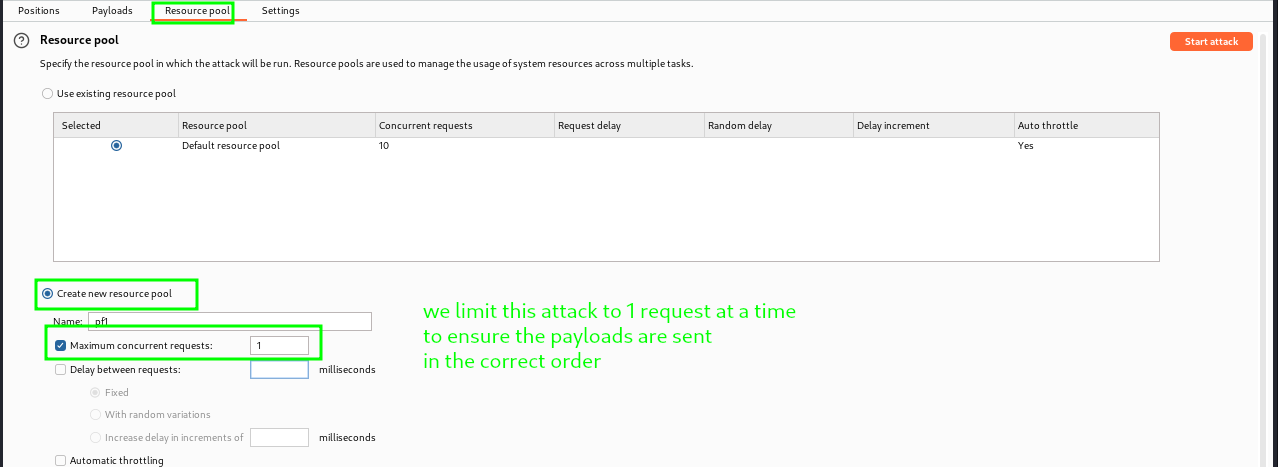 Positions Payloads Resource pool Settings
? Resource pool
Start attack
Specify the resource pool in which the attack will be run. Resource pools are used to manage the usage of system resources across multiple tasks.
Use existing resource pool
Selected Resource pool Concurrent requests Request delay Random delay Delay increment Auto throttle
Default resource pool 10 Yes
Create new resource pool
Name: pf1
Maximum concurrent requests: 1
Delay between requests: milliseconds
Fixed
With random variations
Increase delay in increments of milliseconds
Automatic throttling
we limit this attack to 1 request at a time
to ensure the payloads are sent
in the correct order